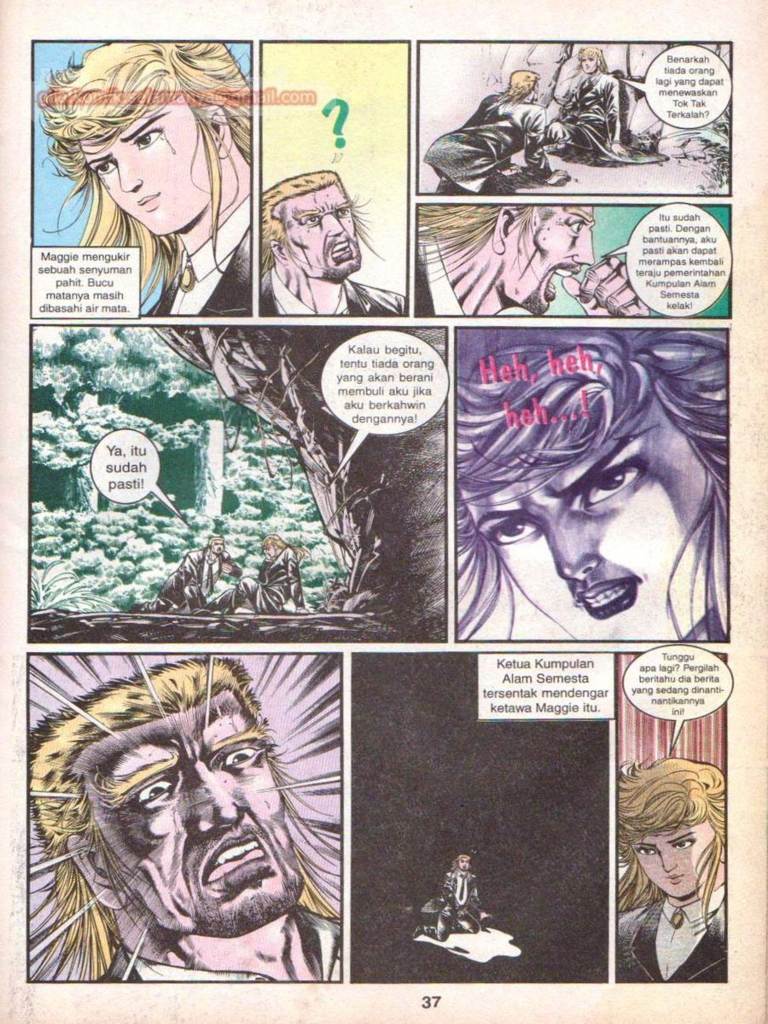 Maggie mengukir
sebuah senyuman
pahit. Bucu
matanya masih
dibasahi air mata.
?
Benarkah
tiada orang
lagi yang dapat
menewaskan
Tok Tak
Terkalah?
Itu sudah
pasti. Dengan
bantuannya, aku
pasti akan dapat
merampas kembali
teraju pemerintahan
Kumpulan Alam
Semesta
kelak!
Kalau begitu,
tentu tiada orang
yang akan berani
membuli aku jika
aku berkahwin
dengannya!
Ya, itu
sudah
pasti!
Heh, heh,
heh...!
Ketua Kumpulan
Alam Semesta
tersentak mendengar
ketawa Maggie itu.
Tunggu
apa lagi? Pergilah
beritahu dia berita
yang sedang dinanti-
nantikannya
ini!
37